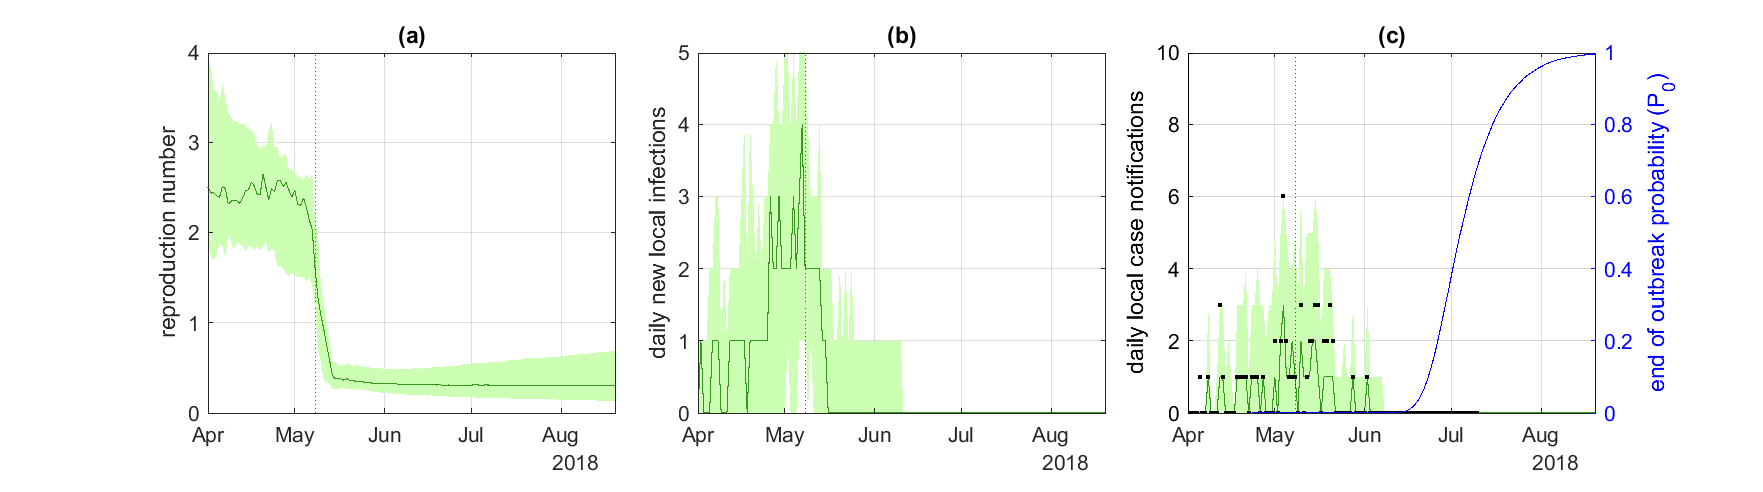 (a)
4
3
2
1
0
reproduction number
Apr May Jun Jul Aug
2018
(b)
5
4
3
2
1
0
daily new local infections
Apr May Jun Jul Aug
2018
(c)
10
8
6
4
2
0
daily local case notifications
1
0.8
0.6
0.4
0.2
0
end of outbreak probability (P0)
Apr May Jun Jul Aug
2018